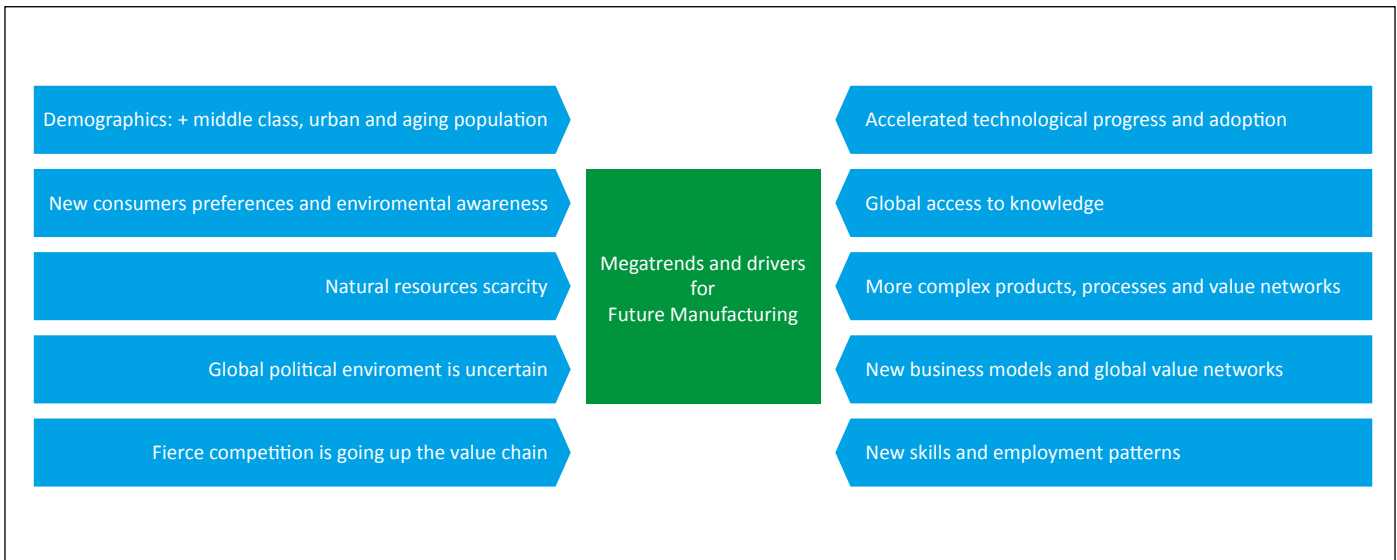 Demographics: + middle class, urban and aging population
New consumers preferences and enviromental awareness
Natural resources scarcity
Global political enviroment is uncertain
Fierce competition is going up the value chain
Megatrends and drivers
for
Future Manufacturing
Accelerated technological progress and adoption
Global access to knowledge
More complex products, processes and value networks
New business models and global value networks
New skills and employment patterns